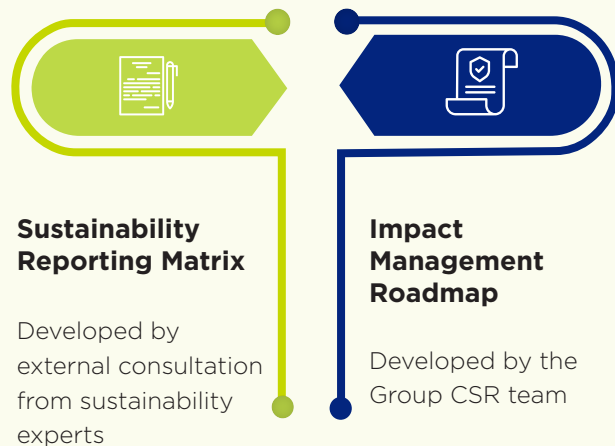 Sustainability
Reporting Matrix
Developed by
external consultation
from sustainability
experts
Impact
Management
Roadmap
Developed by the
Group CSR team